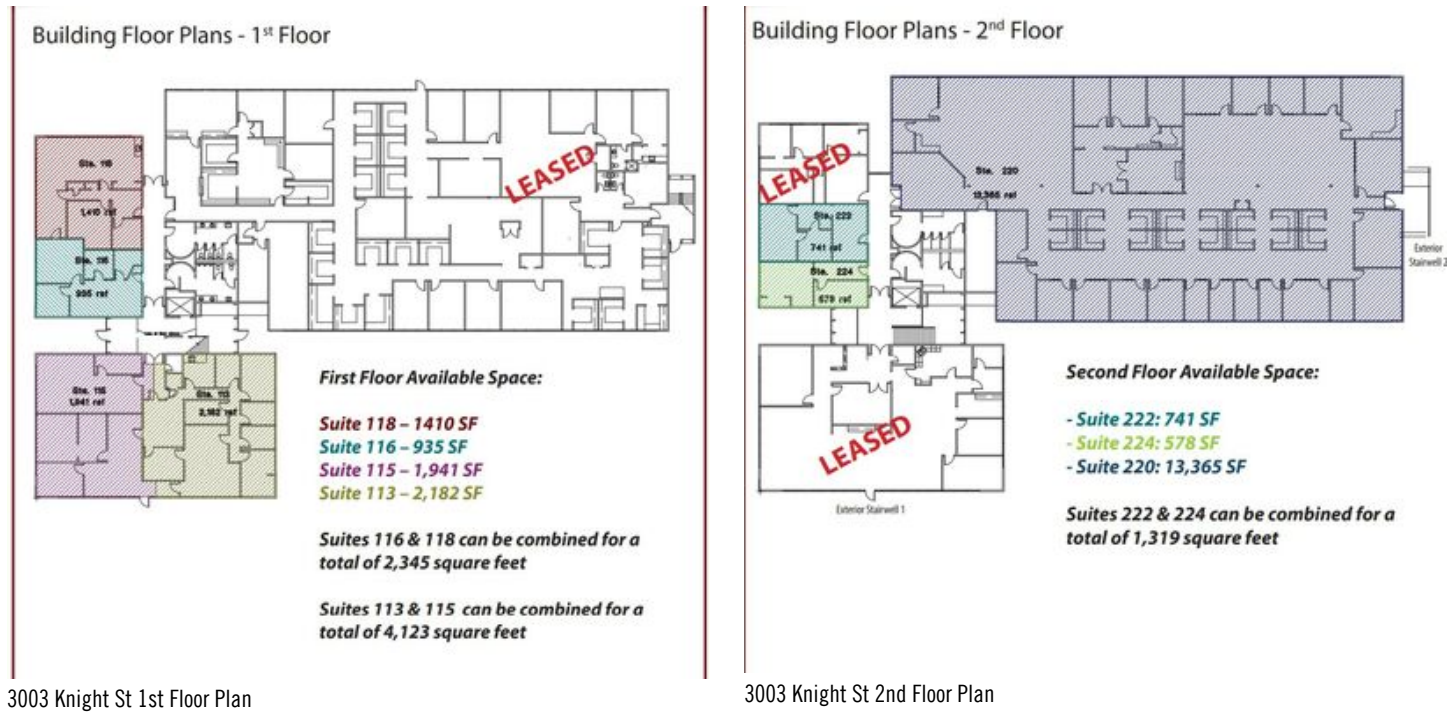 Building Floor Plans - 1st Floor
LEASED
Ste. 116
1,410 rsf
Ste. 116
935 rsf
Ste. 115
1,941 rsf
Ste. 113
2,182 rsf
First Floor Available Space:
Suite 118 – 1410 SF
Suite 116 – 935 SF
Suite 115 – 1,941 SF
Suite 113 – 2,182 SF
Suites 116 & 118 can be combined for a
total of 2,345 square feet
Suites 113 & 115 can be combined for a
total of 4,123 square feet
3003 Knight St 1st Floor Plan
Building Floor Plans - 2nd Floor
LEASED
Ste. 220
13,365 rsf
Ste. 222
741 rsf
Ste. 224
578 rsf
Exterior
Stairwell 2
LEASED
Exterior Stairwell 1
Second Floor Available Space:
- Suite 222: 741 SF
- Suite 224: 578 SF
- Suite 220: 13,365 SF
Suites 222 & 224 can be combined for a
total of 1,319 square feet
3003 Knight St 2nd Floor Plan